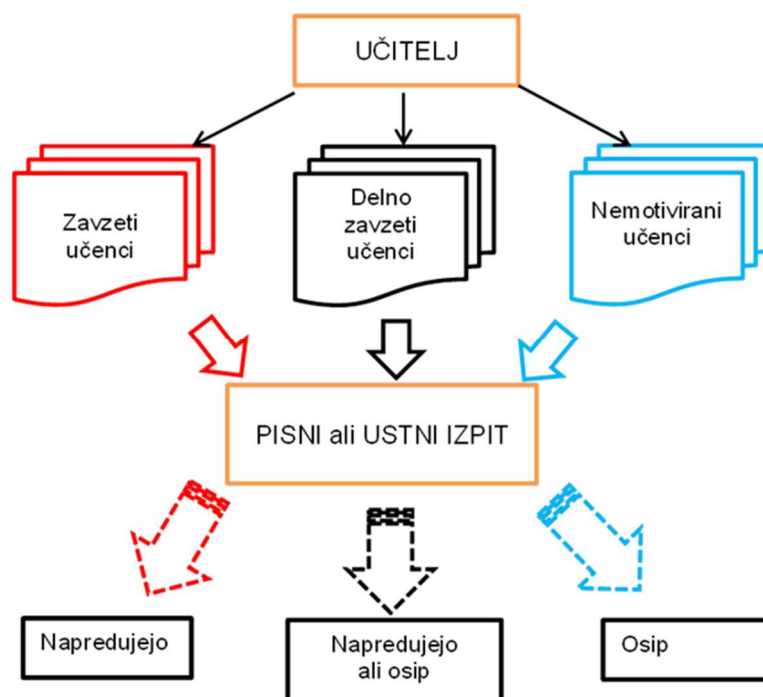 UČITELJ
Zavzeti
učenci
Delno
zavzeti
učenci
Nemotivirani
učenci
PISNI ali USTNI IZPIT
Napredujejo
Napredujejo
ali osip
Osip